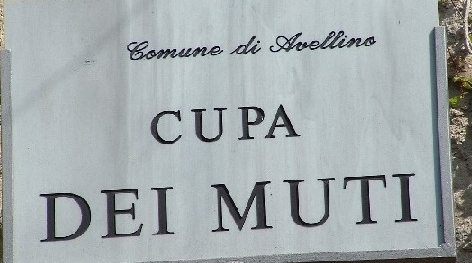 Comune di Avellino
CUPA
DEI MUTI